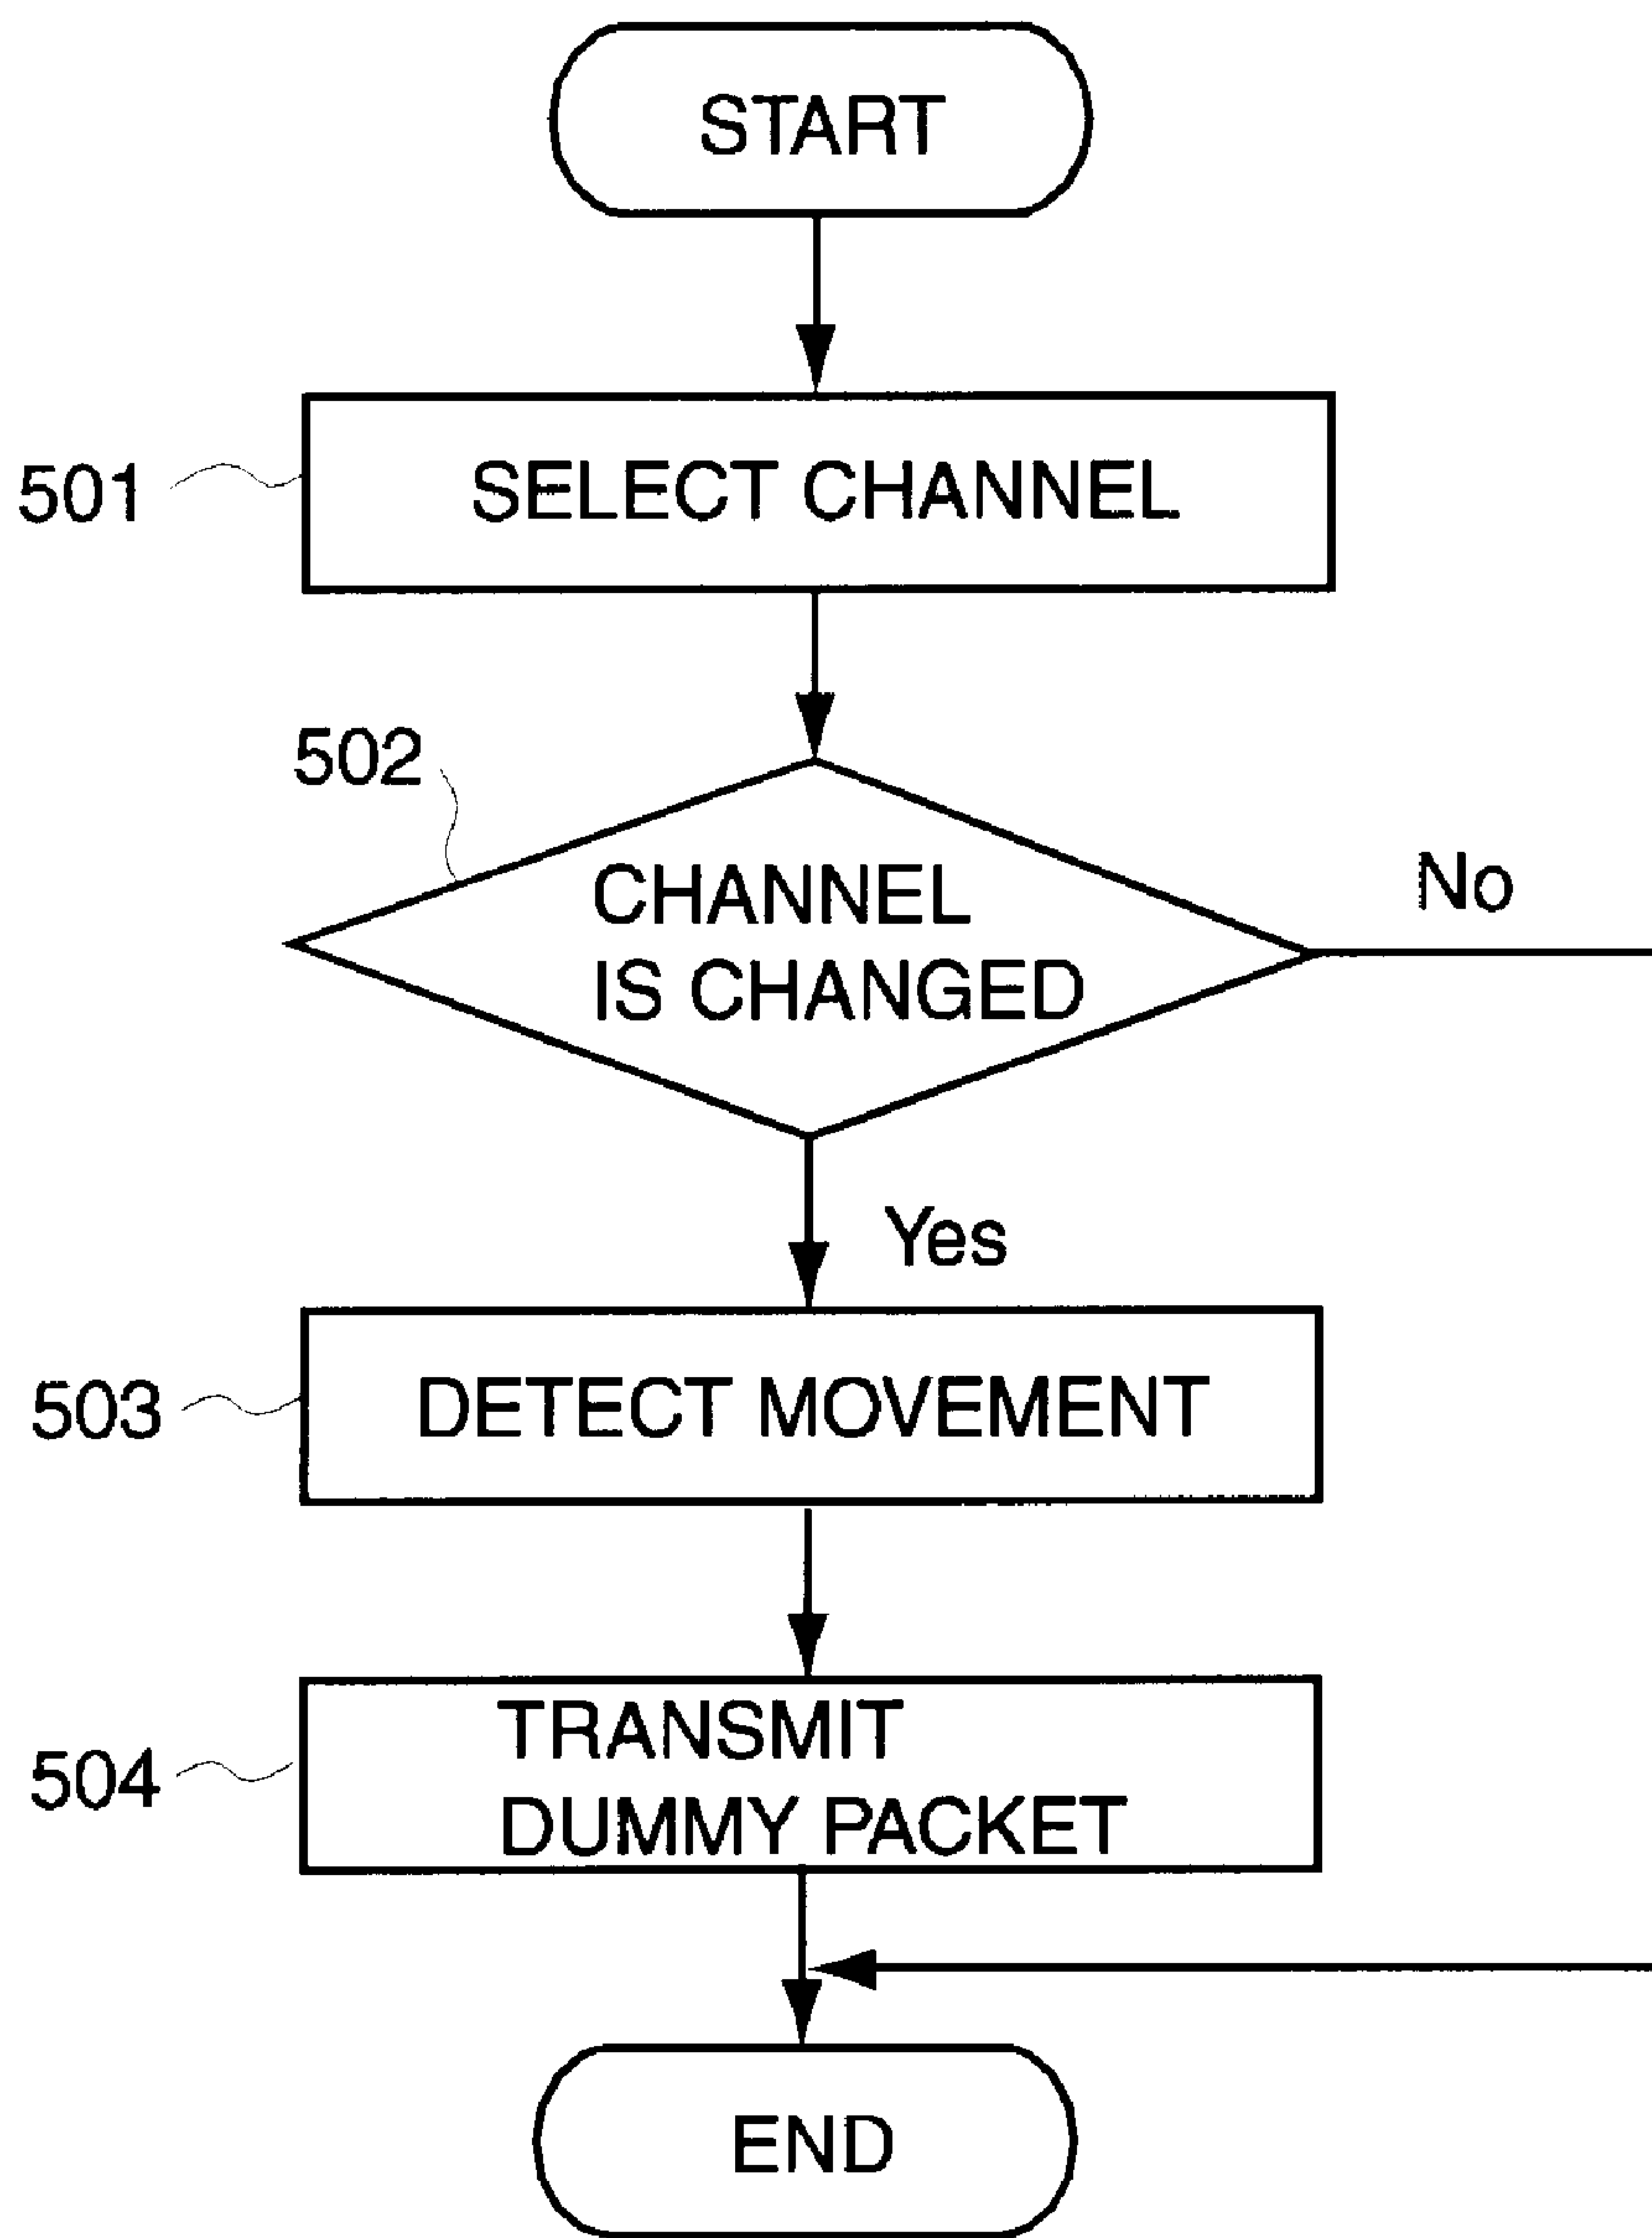 START
501
SELECT CHANNEL
502
CHANNEL
IS CHANGED
No
Yes
503
DETECT MOVEMENT
504
TRANSMIT
DUMMY PACKET
END